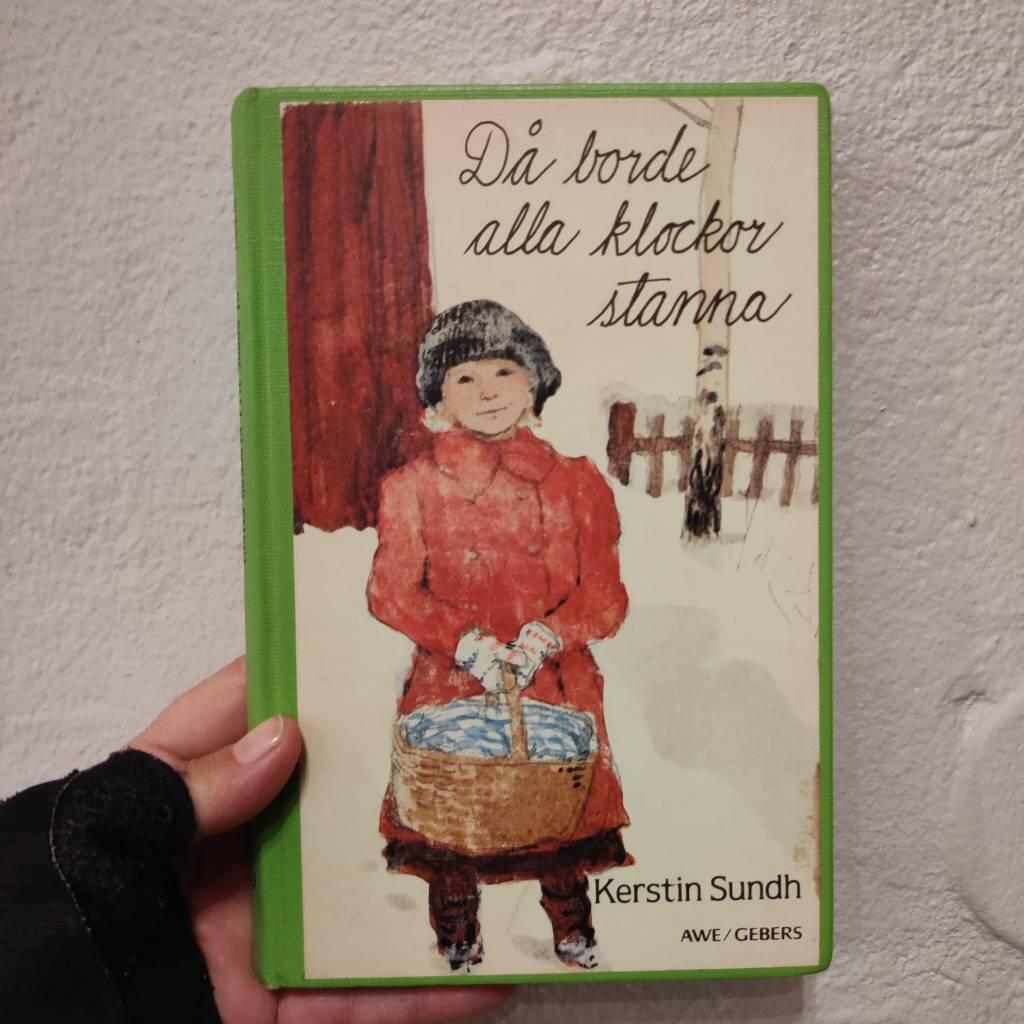 Då borde
alla klockor
stanna
Kerstin Sundh
AWE/GEBERS